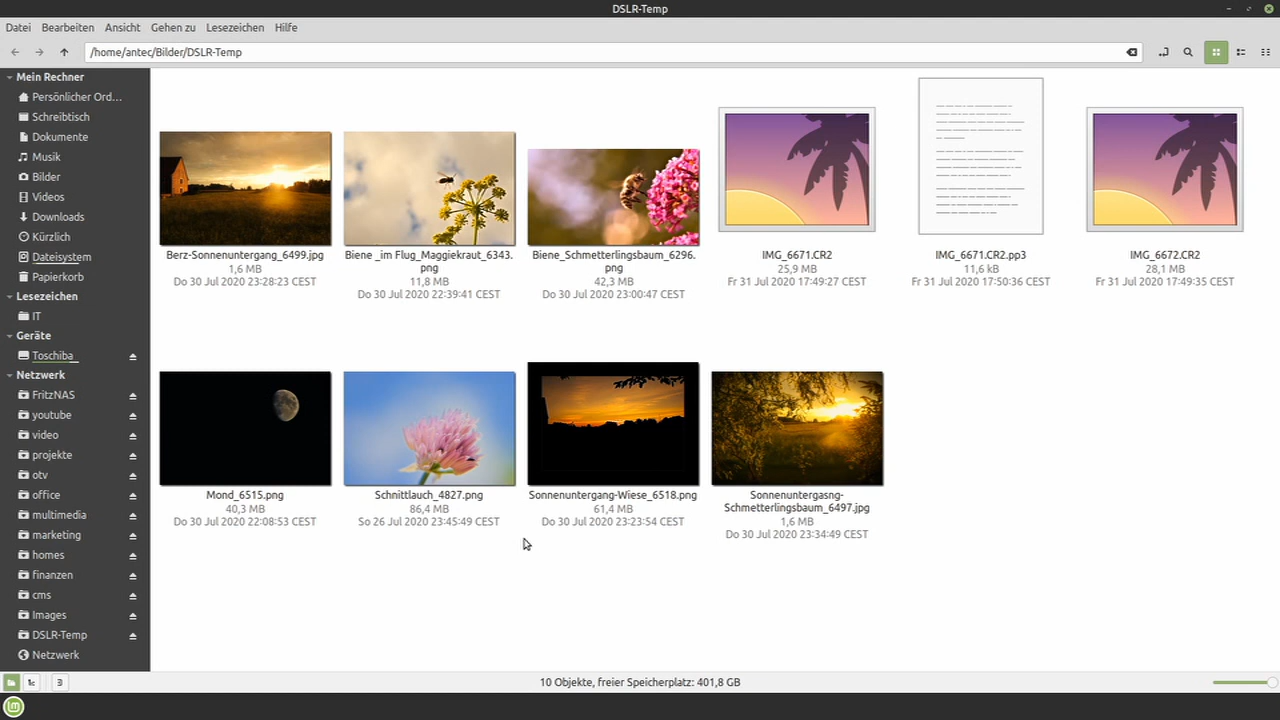 DSLR-Temp
Datei Bearbeiten Ansicht Gehen zu Lesezeichen Hilfe
/home/antec/Bilder/DSLR-Temp
Mein Rechner
Persönlicher Ord...
Schreibtisch
Dokumente
Musik
Bilder
Videos
Downloads
Kürzlich
Dateisystem
Papierkorb
Lesezeichen
IT
Geräte
Toschiba
Netzwerk
FritzNAS
youtube
video
projekte
otv
office
multimedia
marketing
homes
finanzen
cms
Images
DSLR-Temp
Netzwerk
Berz-Sonnenuntergang_6499.jpg
1,6 MB
Do 30 Jul 2020 23:28:23 CEST
Biene _im Flug_Maggiekraut_6343.
png
11,8 MB
Do 30 Jul 2020 22:39:41 CEST
Biene_Schmetterlingsbaum_6296.
png
42,3 MB
Do 30 Jul 2020 23:00:47 CEST
IMG_6671.CR2
25,9 MB
Fr 31 Jul 2020 17:49:27 CEST
IMG_6671.CR2.pp3
11,6 kB
Fr 31 Jul 2020 17:50:36 CEST
IMG_6672.CR2
28,1 MB
Fr 31 Jul 2020 17:49:35 CEST
Mond_6515.png
40,3 MB
Do 30 Jul 2020 22:08:53 CEST
Schnittlauch_4827.png
86,4 MB
So 26 Jul 2020 23:45:49 CEST
Sonnenuntergang-Wiese_6518.png
61,4 MB
Do 30 Jul 2020 23:23:54 CEST
Sonnenuntergasng-
Schmetterlingsbaum_6497.jpg
1,6 MB
Do 30 Jul 2020 23:34:49 CEST
10 Objekte, freier Speicherplatz: 401,8 GB